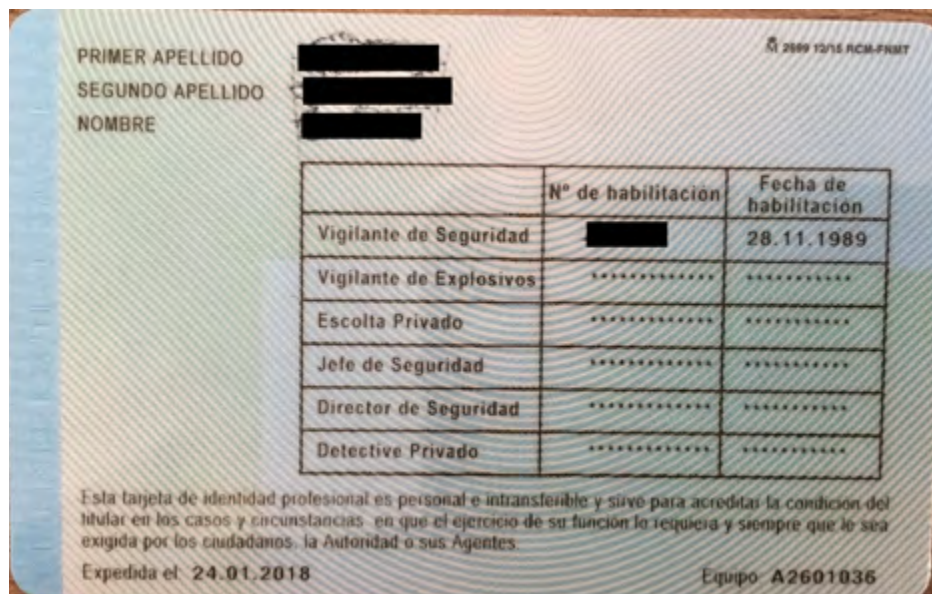 PRIMER APELLIDO
2699 12/15 RCM-FNMT
SEGUNDO APELLIDO
NOMBRE
Nº de habilitación Fecha de habilitación
Vigilante de Seguridad 28.11.1989
Vigilante de Explosivos ************* ***********
Escolta Privado ************* ***********
Jefe de Seguridad ************* ***********
Director de Seguridad ************* ***********
Detective Privado ************* ***********
Esta tarjeta de identidad profesional es personal e intransferible y sirve para acreditar la condición del
titular en los casos y circunstancias en que el ejercicio de su función lo requiera y siempre que le sea
exigida por los ciudadanos, la Autoridad o sus Agentes.
Expedida el 24.01.2018 Equipo A2601036